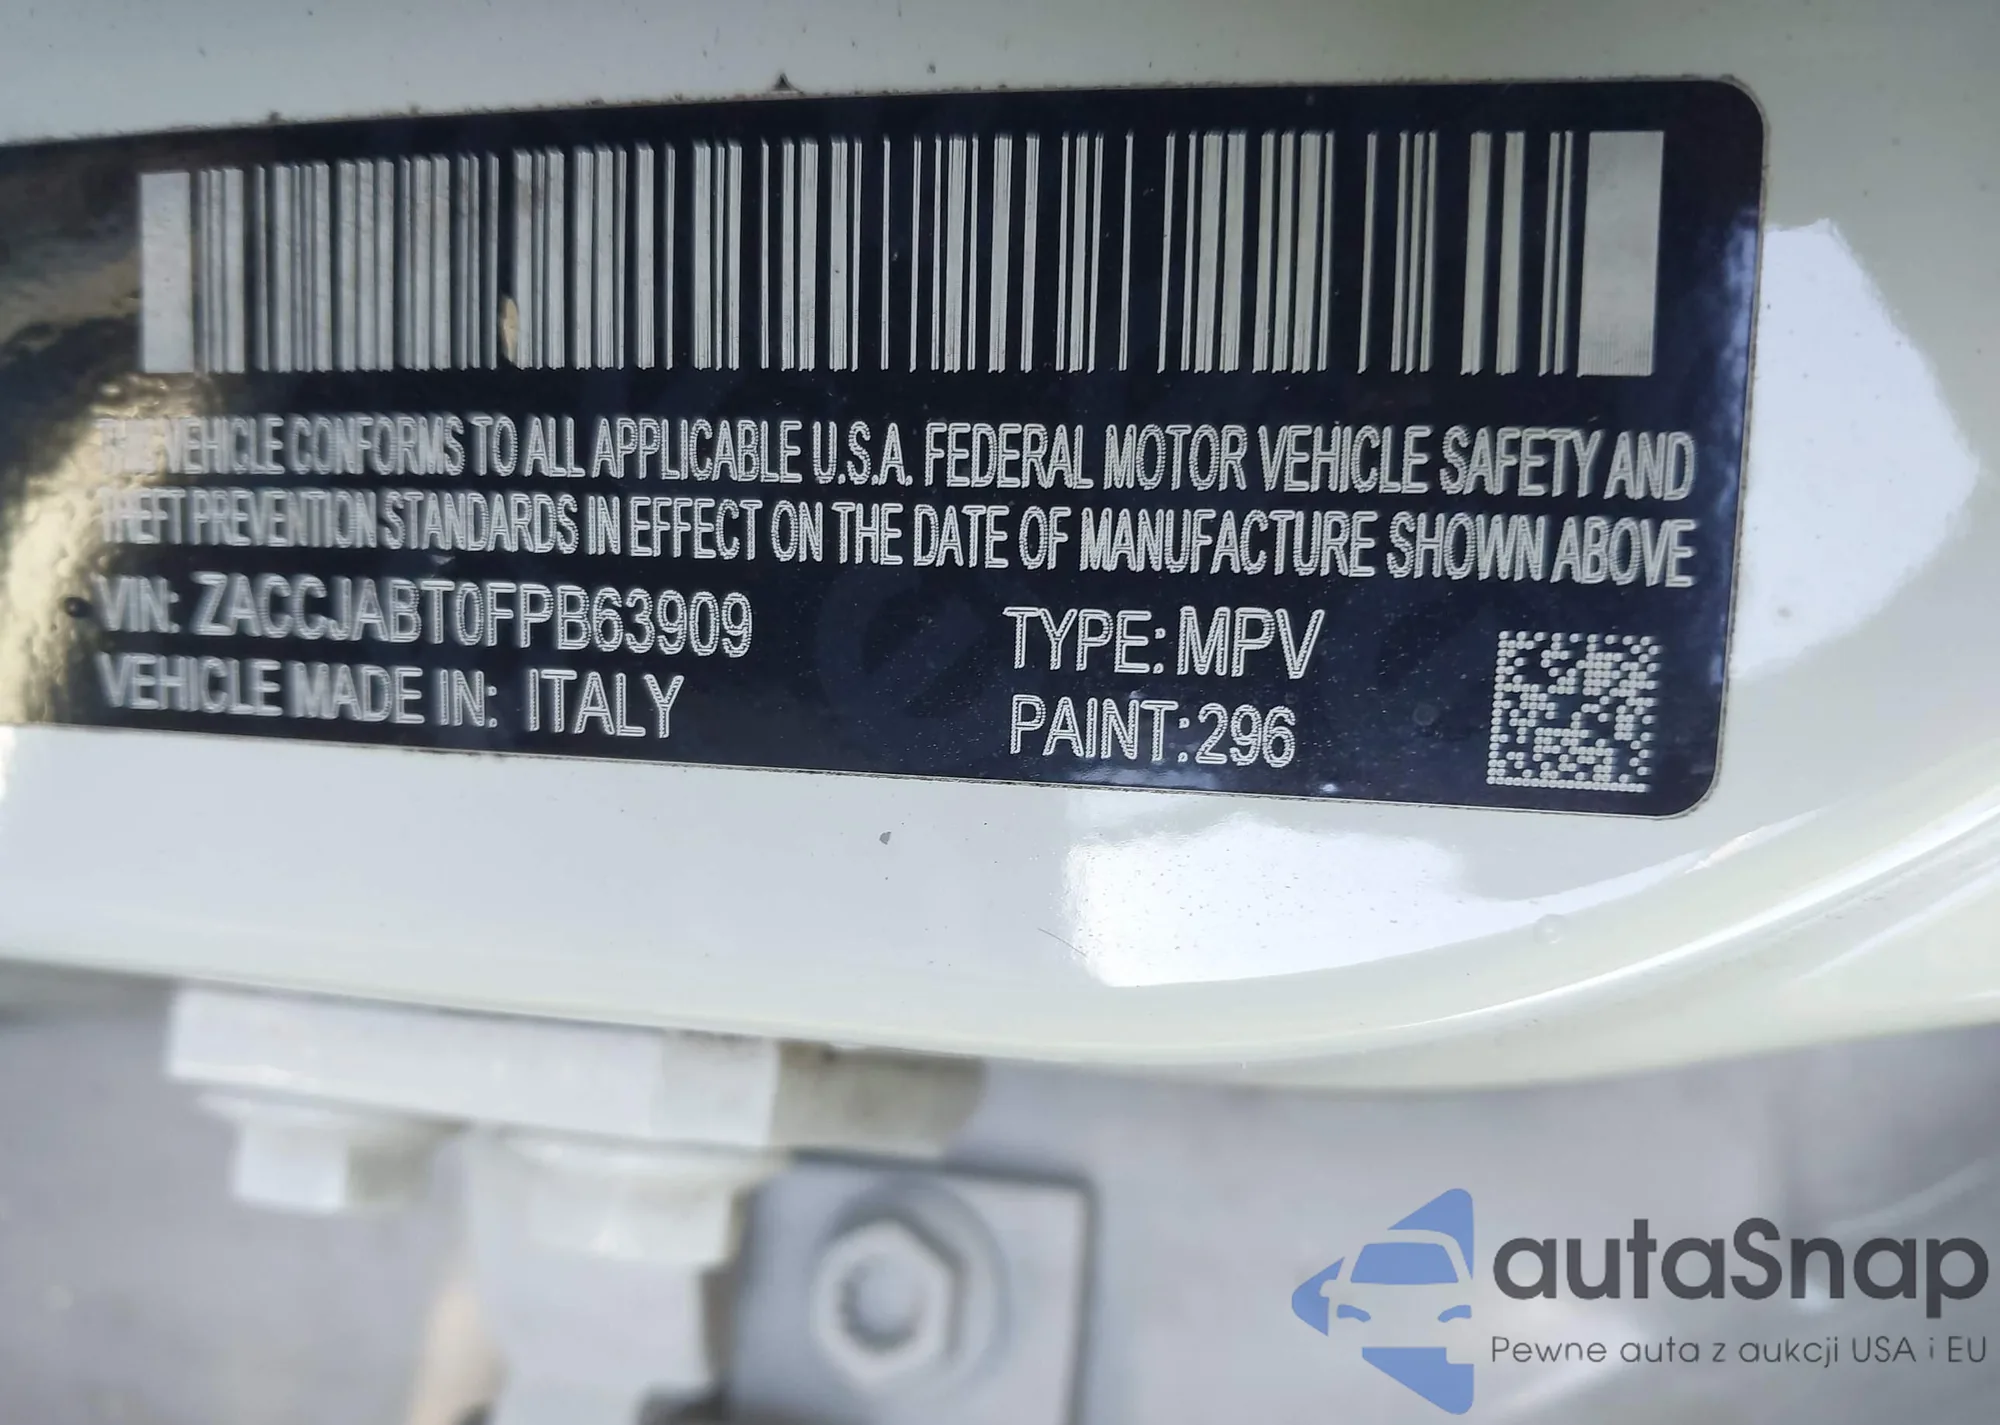 THIS VEHICLE CONFORMS TO ALL APPLICABLE U.S.A. FEDERAL MOTOR VEHICLE SAFETY AND
THEFT PREVENTION STANDARDS IN EFFECT ON THE DATE OF MANUFACTURE SHOWN ABOVE
VIN: ZACCJABT0FPB63909 TYPE: MPV
VEHICLE MADE IN: ITALY PAINT: 296
autaSnap
Pewne auta z aukcji USA i EU